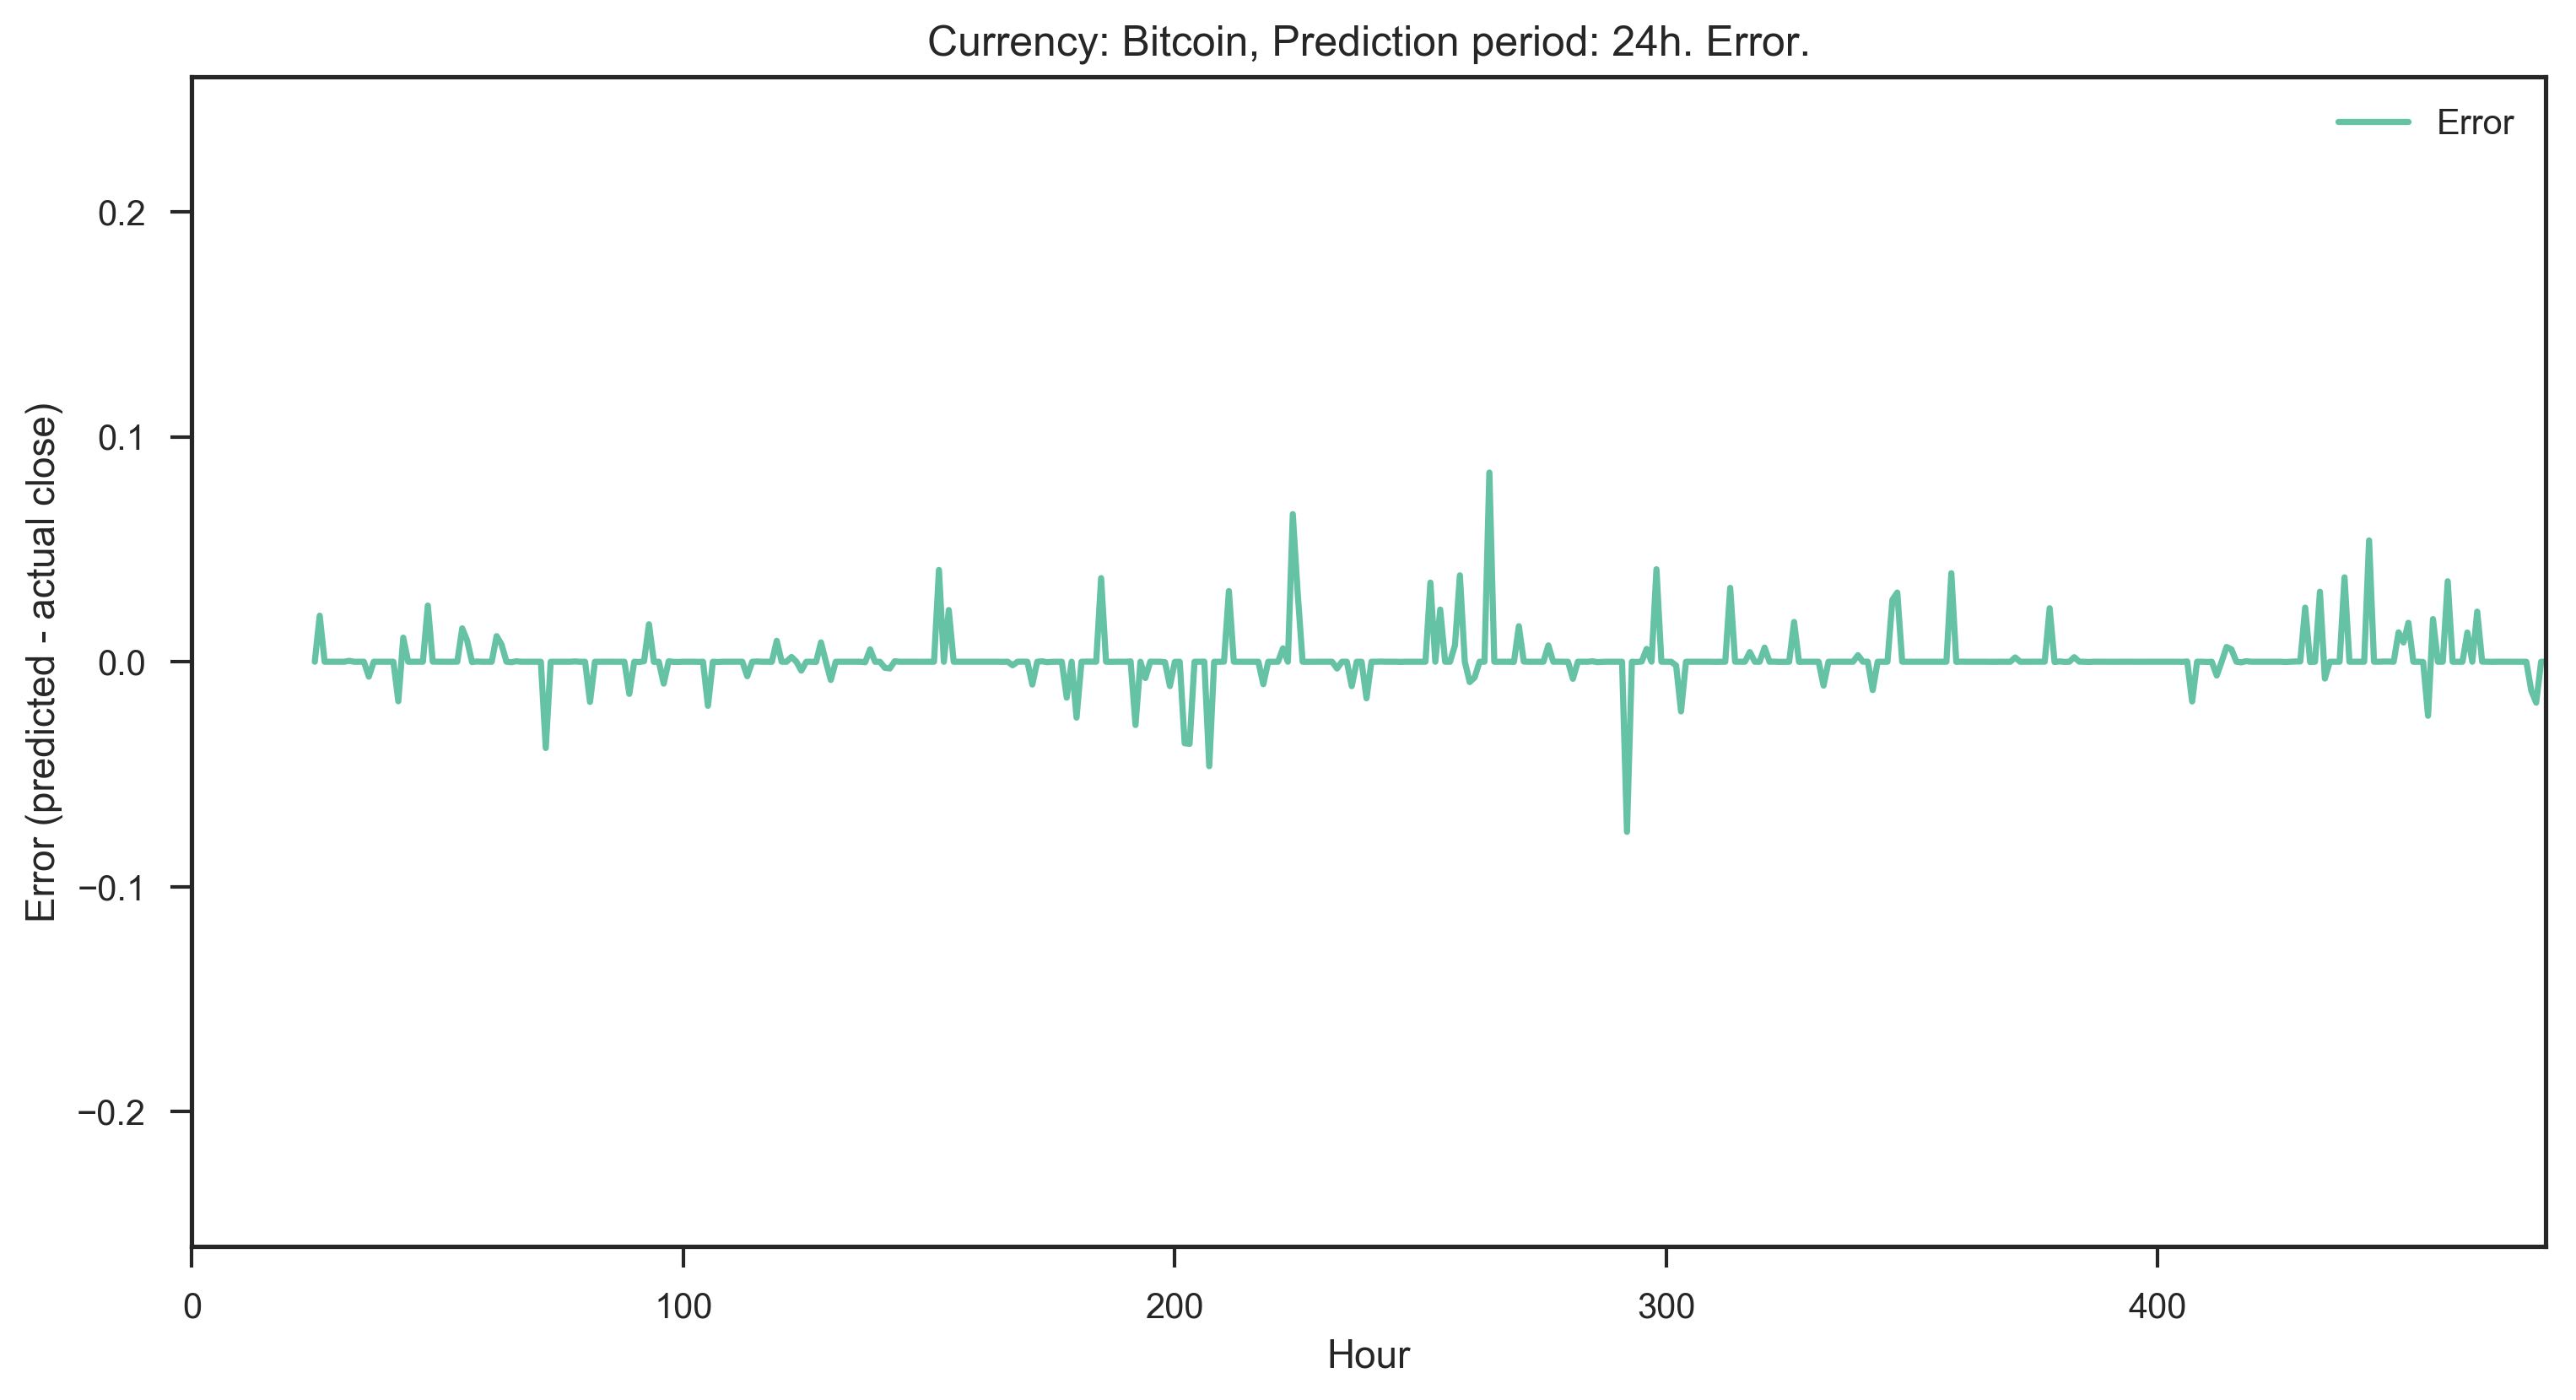 Currency: Bitcoin, Prediction period: 24h. Error.
Error
0.2
0.1
0.0
−0.1
−0.2
Error (predicted - actual close)
0 100 200 300 400
Hour